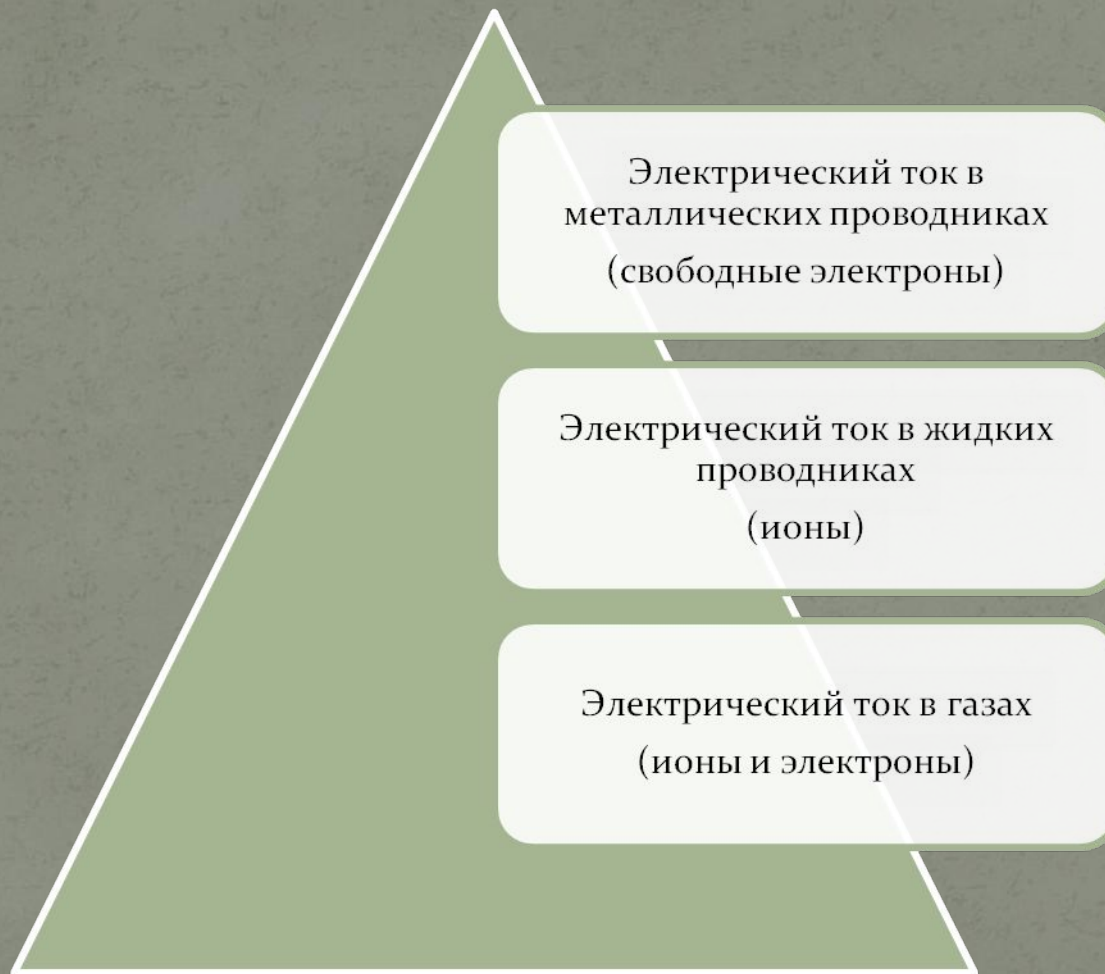 Электрический ток в
металлических проводниках
(свободные электроны)
Электрический ток в жидких
проводниках
(ионы)
Электрический ток в газах
(ионы и электроны)